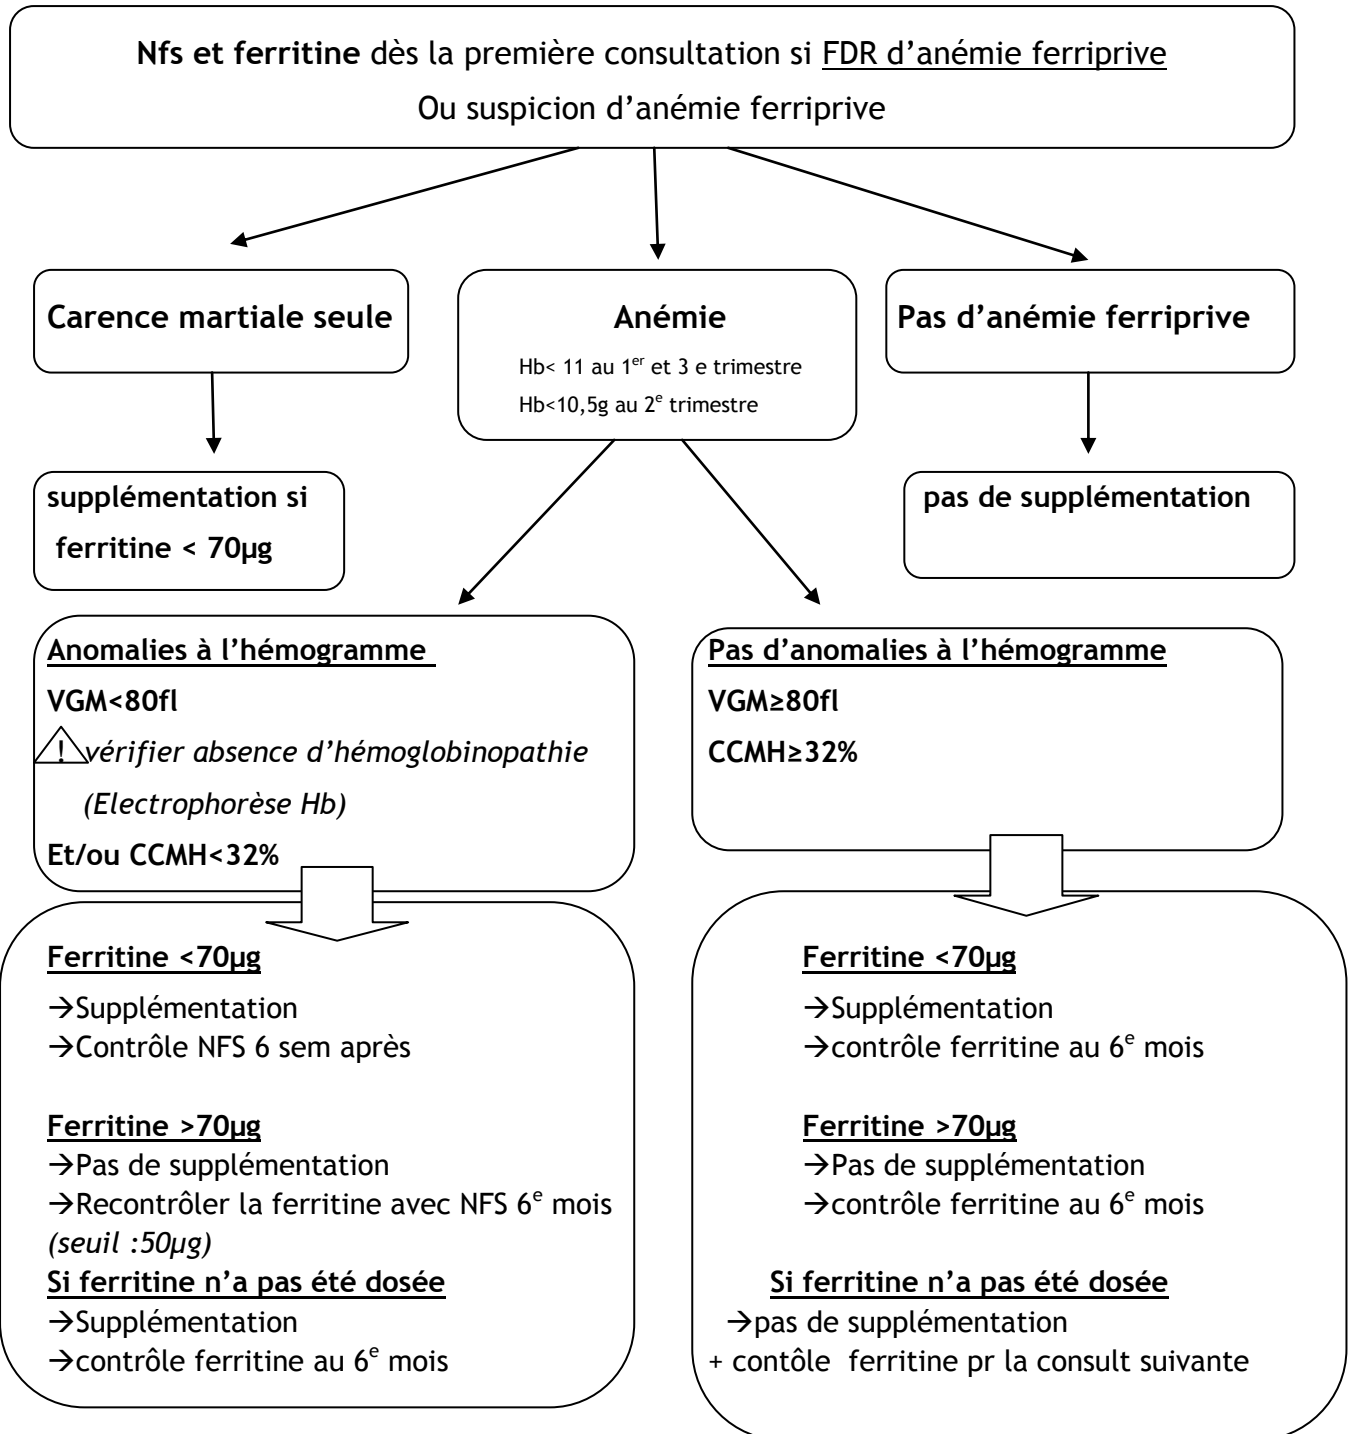 Nfs et ferritine dès la première consultation si FDR d’anémie ferriprive
Ou suspicion d’anémie ferriprive
Carence martiale seule
Anémie
Hb< 11 au 1er et 3 e trimestre
Hb<10,5g au 2e trimestre
Pas d’anémie ferriprive
supplémentation si
ferritine < 70µg
pas de supplémentation
Anomalies à l’hémogramme
VGM<80fl
! vérifier absence d’hémoglobinopathie
(Electrophorèse Hb)
Et/ou CCMH<32%
Pas d’anomalies à l’hémogramme
VGM≥80fl
CCMH≥32%
Ferritine <70µg
→Supplémentation
→Contrôle NFS 6 sem après
Ferritine >70µg
→Pas de supplémentation
→Recontrôler la ferritine avec NFS 6e mois
(seuil :50µg)
Si ferritine n’a pas été dosée
→Supplémentation
→contrôle ferritine au 6e mois
Ferritine <70µg
→Supplémentation
→contrôle ferritine au 6e mois
Ferritine >70µg
→Pas de supplémentation
→contrôle ferritine au 6e mois
Si ferritine n’a pas été dosée
→pas de supplémentation
+ contôle ferritine pr la consult suivante